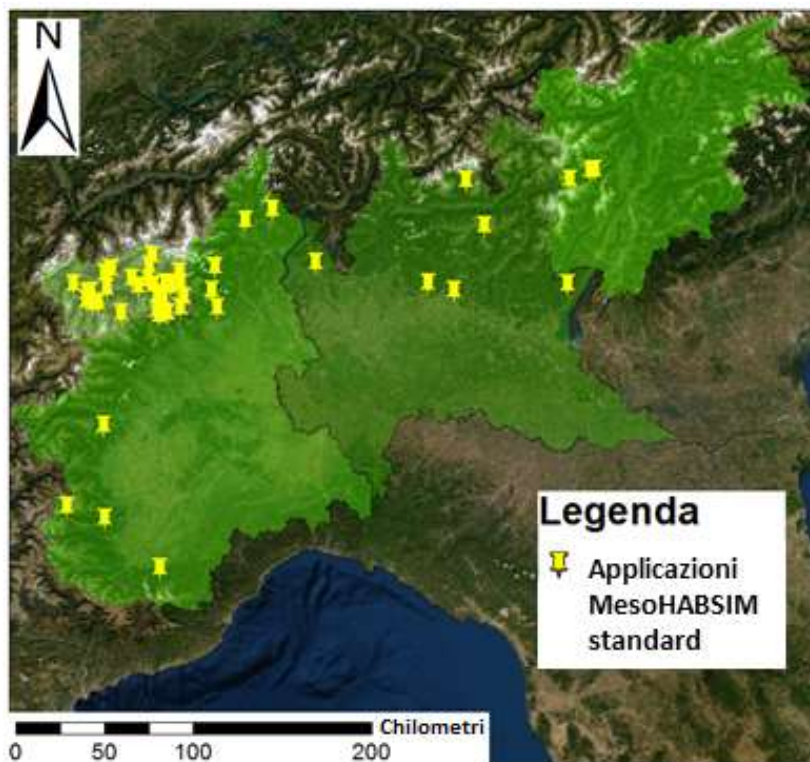 N
Legenda
Applicazioni
MesoHABSIM
standard
Chilometri
0 50 100 200